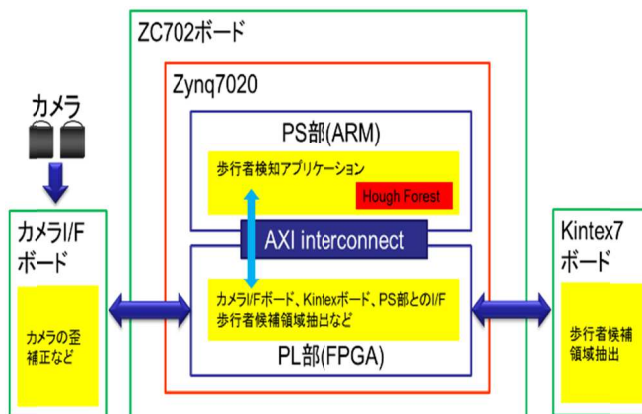 ZC702ボード
Zynq7020
カメラ
PS部(ARM)
歩行者検知アプリケーション
Hough Forest
AXI interconnect
カメラI/F
ボード
カメラの歪
補正など
カメラI/Fボード、Kinlexボード、PS部とのI/F
歩行者候補領域抽出など
PL部(FPGA)
Kintex7
ボード
歩行者候補
領域抽出